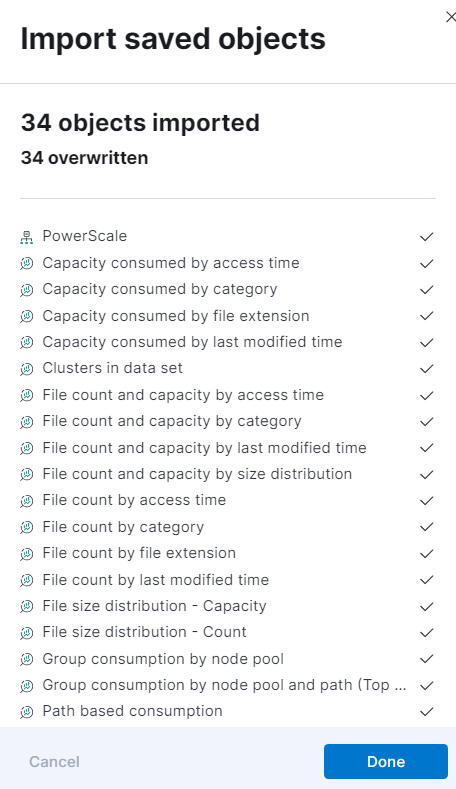 Import saved objects
34 objects imported
34 overwritten
PowerScale
Capacity consumed by access time
Capacity consumed by category
Capacity consumed by file extension
Capacity consumed by last modified time
Clusters in data set
File count and capacity by access time
File count and capacity by category
File count and capacity by last modified time
File count and capacity by size distribution
File count by access time
File count by category
File count by file extension
File count by last modified time
File size distribution - Capacity
File size distribution - Count
Group consumption by node pool
Group consumption by node pool and path (Top ...
Path based consumption
Cancel
Done